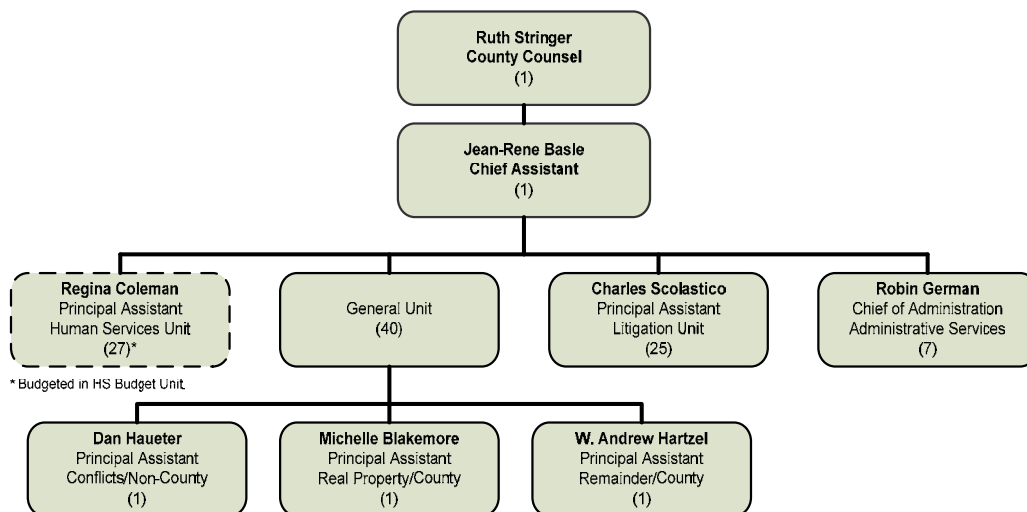 Ruth Stringer
County Counsel
(1)
Jean-Rene Basle
Chief Assistant
(1)
Regina Coleman
Principal Assistant
Human Services Unit
(27)*
General Unit
(40)
Charles Scolastico
Principal Assistant
Litigation Unit
(25)
Robin German
Chief of Administration
Administrative Services
(7)
* Budgeted in HS Budget Unit.
Dan Haueter
Principal Assistant
Conflicts/Non-County
(1)
Michelle Blakemore
Principal Assistant
Real Property/County
(1)
W. Andrew Hartzel
Principal Assistant
Remainder/County
(1)